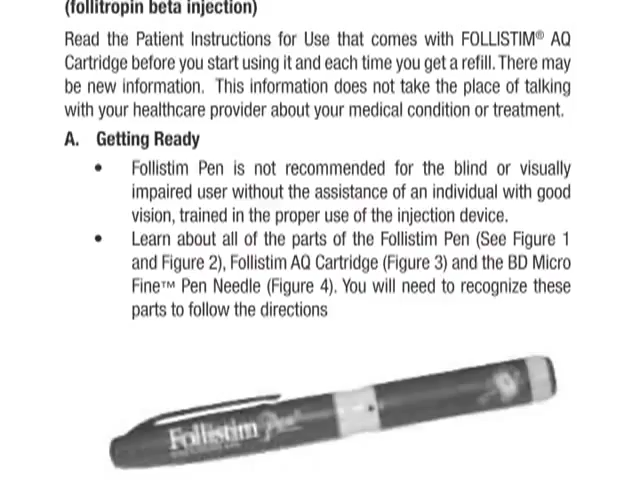 (follitropin beta injection)
Read the Patient Instructions for Use that comes with FOLLISTIM® AQ
Cartridge before you start using it and each time you get a refill. There may
be new information. This information does not take the place of talking
with your healthcare provider about your medical condition or treatment.
A. Getting Ready
• Follistim Pen is not recommended for the blind or visually
impaired user without the assistance of an individual with good
vision, trained in the proper use of the injection device.
• Learn about all of the parts of the Follistim Pen (See Figure 1
and Figure 2), Follistim AQ Cartridge (Figure 3) and the BD Micro
Fine™ Pen Needle (Figure 4). You will need to recognize these
parts to follow the directions
Follistim Pen